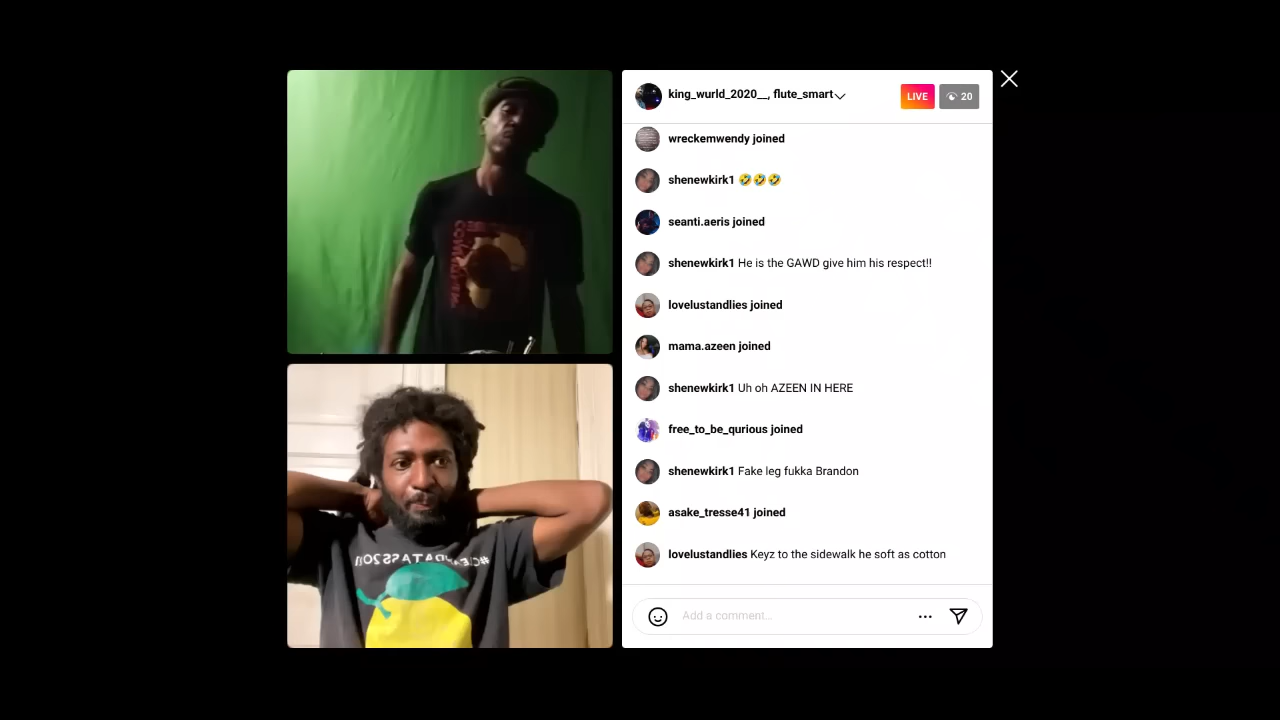 king_wurld_2020__, flute_smart
LIVE
20
wreckemwendy joined
shenewkirk1 🤣🤣🤣
seanti.aeris joined
shenewkirk1 He is the GAWD give him his respect!!
lovelustandlies joined
mama.azeen joined
shenewkirk1 Uh oh AZEEN IN HERE
free_to_be_qurious joined
shenewkirk1 Fake leg fukka Brandon
asake_tresse41 joined
lovelustandlies Keyz to the sidewalk he soft as cotton
Add a comment...